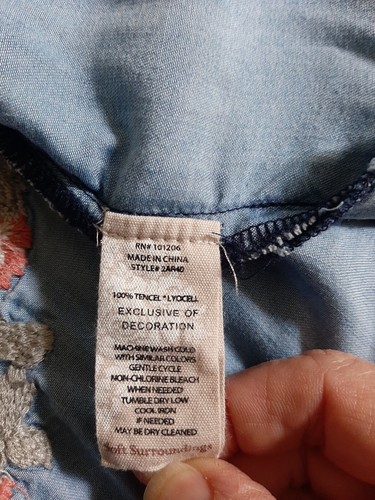 RN# 101206
MADE IN CHINA
STYLE# 2AR40
100% TENCEL® LYOCELL
EXCLUSIVE OF
DECORATION
MACHINE WASH COLD
WITH SIMILAR COLORS
GENTLE CYCLE
NON-CHLORINE BLEACH
WHEN NEEDED
TUMBLE DRY LOW
COOL IRON
IF NEEDED
MAY BE DRY CLEANED
Soft Surroundings